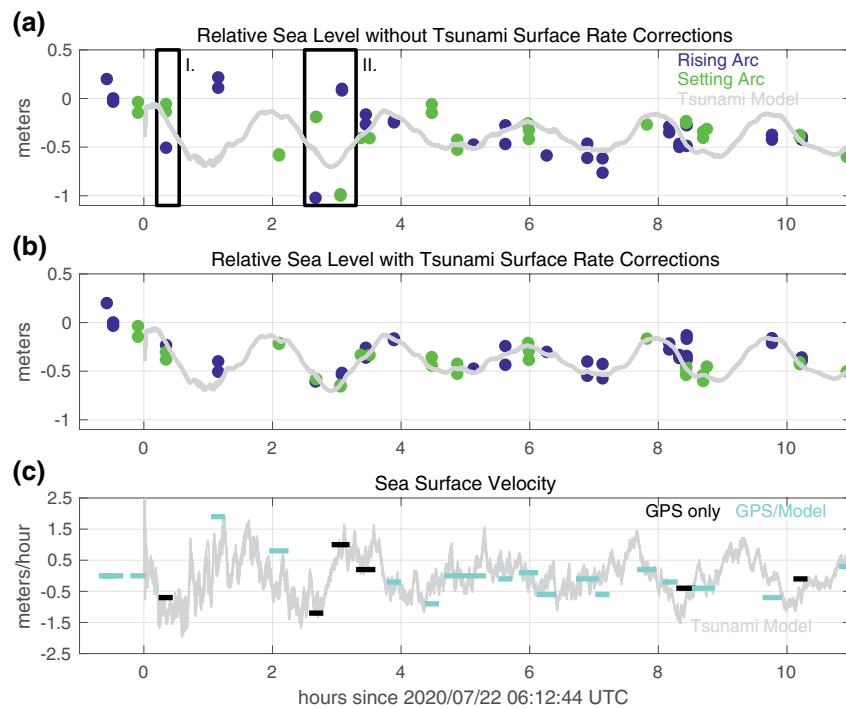 (a)
Relative Sea Level without Tsunami Surface Rate Corrections
0.5
0
-0.5
-1
meters
I.
II.
Rising Arc
Setting Arc
Tsunami Model
0 2 4 6 8 10
(b)
Relative Sea Level with Tsunami Surface Rate Corrections
0.5
0
-0.5
-1
meters
0 2 4 6 8 10
(c)
Sea Surface Velocity
2.5
1.5
0.5
-0.5
-1.5
-2.5
meters/hour
GPS only GPS/Model
Tsunami Model
0 2 4 6 8 10
hours since 2020/07/22 06:12:44 UTC